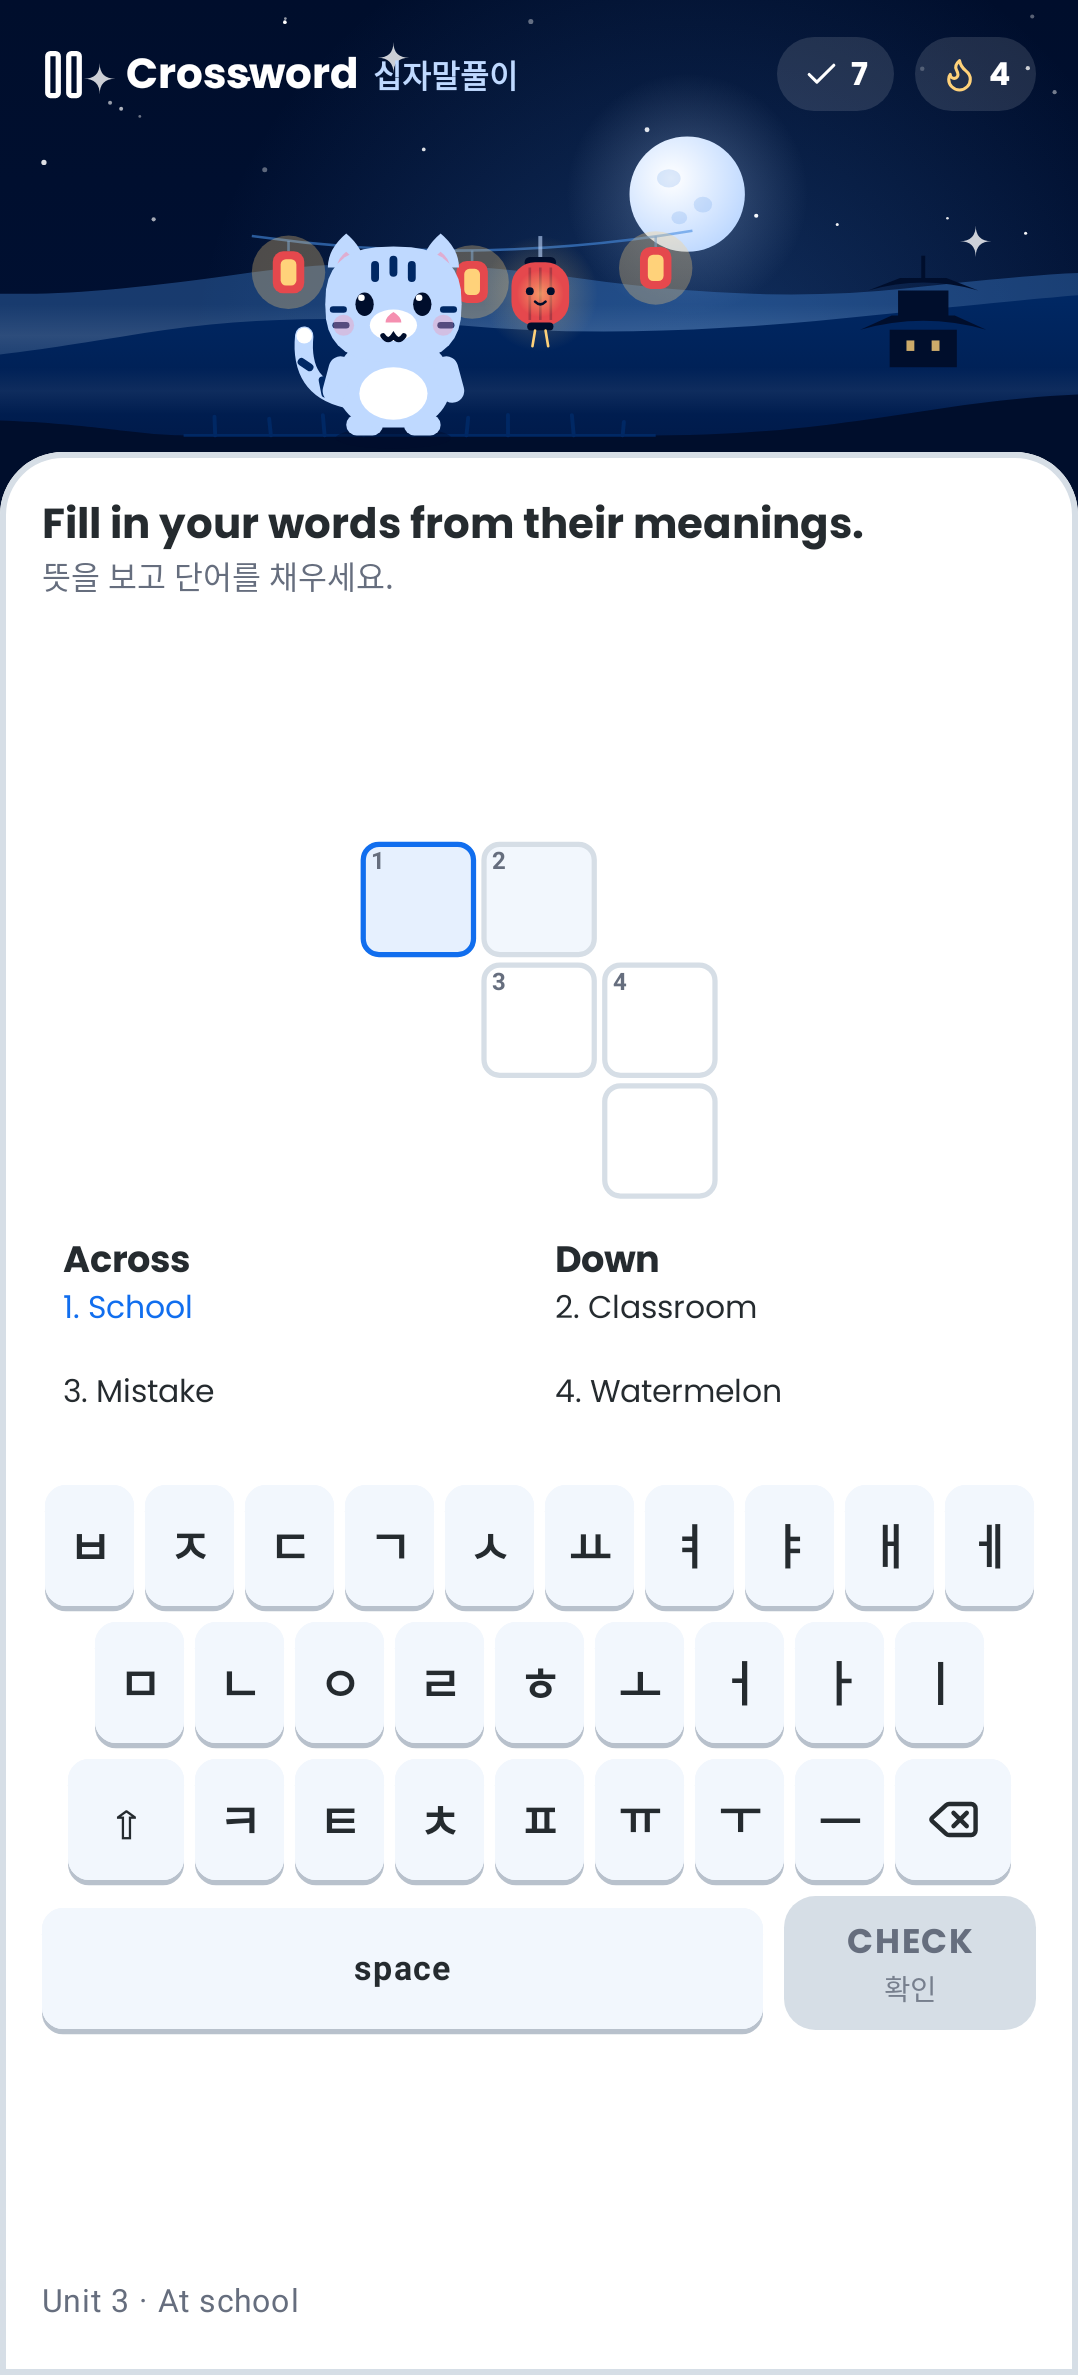 Crossword 십자말풀이
7
4
Fill in your words from their meanings.
뜻을 보고 단어를 채우세요.
1
2
3
4
Across
1. School
3. Mistake
Down
2. Classroom
4. Watermelon
ㅂ ㅈ ㄷ ㄱ ㅅ ㅛ ㅕ ㅑ ㅐ ㅔ
ㅁ ㄴ ㅇ ㄹ ㅎ ㅗ ㅓ ㅏ ㅣ
⇧ ㅋ ㅌ ㅊ ㅍ ㅠ ㅜ ㅡ
space
CHECK
확인
Unit 3 · At school